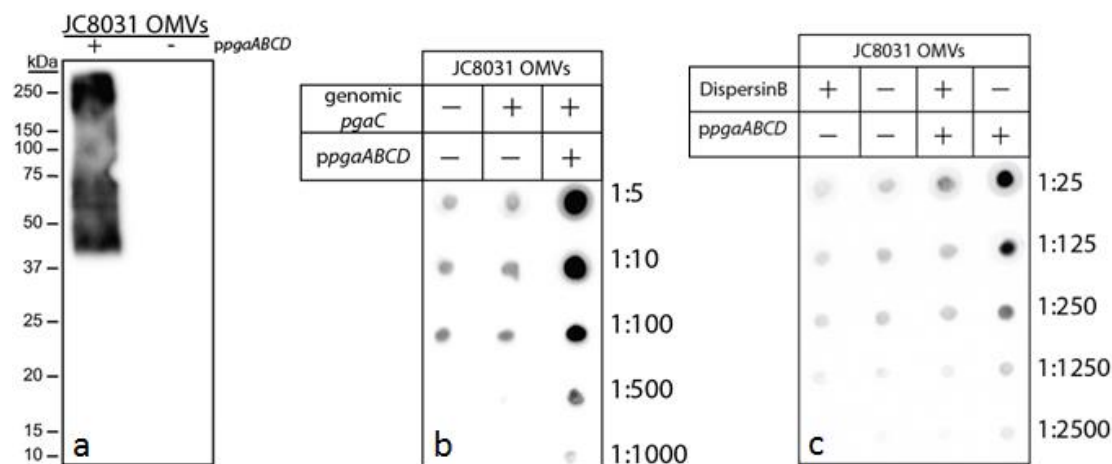 JC8031 OMVs
+ - ppgaABCD
kDa
250
150
100
75
50
37
25
20
15
10
a
JC8031 OMVs
genomic pgaC − + +
ppgaABCD − − +
1:5
1:10
1:100
1:500
1:1000
b
JC8031 OMVs
DispersinB + − + −
ppgaABCD − − + +
1:25
1:125
1:250
1:1250
1:2500
c